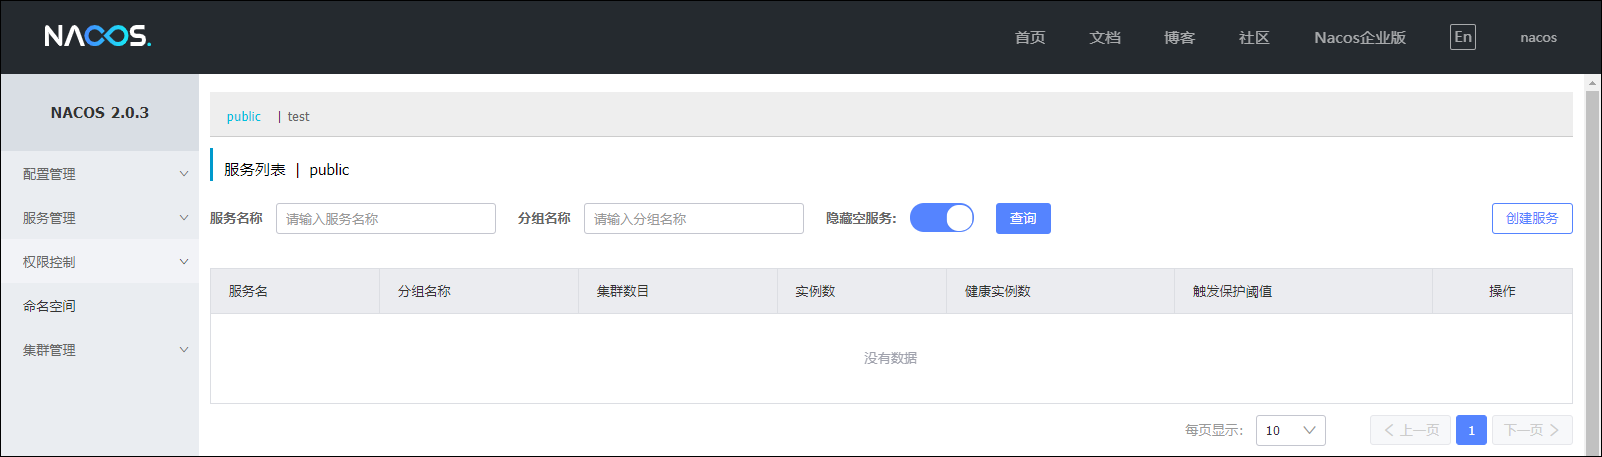 NACOS. 首页 文档 博客 社区 Nacos企业版 En nacos
NACOS 2.0.3
配置管理
服务管理
权限控制
命名空间
集群管理
public | test
服务列表 | public
服务名称 请输入服务名称 分组名称 请输入分组名称 隐藏空服务: 查询 创建服务
服务名 分组名称 集群数目 实例数 健康实例数 触发保护阈值 操作
没有数据
每页显示: 10 上一页 1 下一页